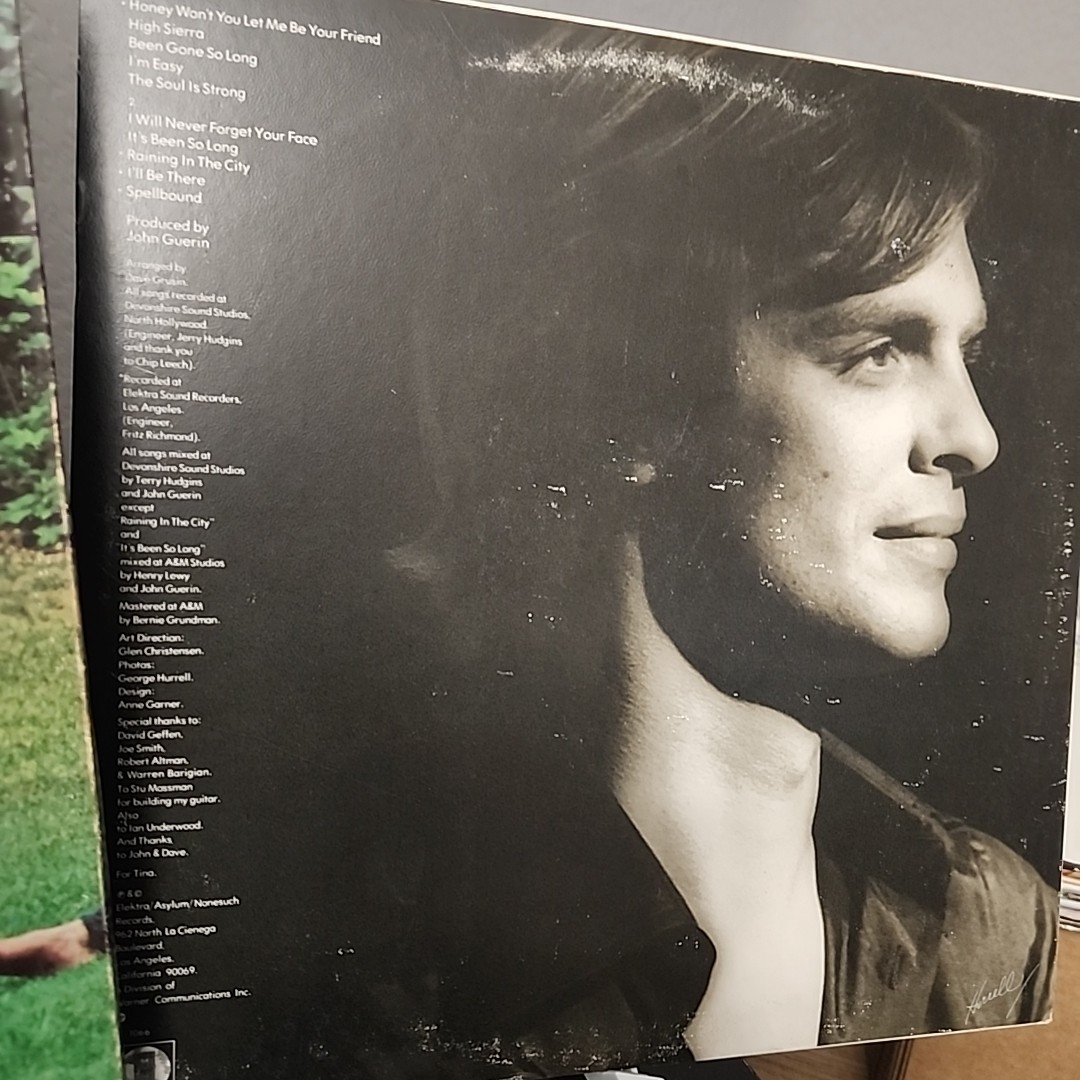 • Honey Won't You Let Me Be Your Friend
High Sierra
Been Gone So Long
I'm Easy
The Soul Is Strong
2.
I Will Never Forget Your Face
It's Been So Long
• Raining In The City
• I'll Be There
• Spellbound
Produced by
John Guerin
Arranged by
Dave Grusin.
All songs recorded at
Devonshire Sound Studios,
North Hollywood.
(Engineer, Jerry Hudgins
and thank you
to Chip Leech).
*Recorded at
Elektra Sound Recorders,
Los Angeles.
(Engineer,
Fritz Richmond).
All songs mixed at
Devonshire Sound Studios
by Terry Hudgins
and John Guerin
except
"Raining In The City"
and
"It's Been So Long"
mixed at A&M Studios
by Henry Lewy
and John Guerin.
Mastered at A&M
by Bernie Grundman.
Art Direction:
Glen Christensen.
Photos:
George Hurrell.
Design:
Anne Garner.
Special thanks to:
David Geffen,
Joe Smith,
Robert Altman,
& Warren Barigian.
To Stu Mossman
for building my guitar.
Also
to Ian Underwood.
And Thanks
to John & Dave.
For Tina.
℗ & ©
Elektra/Asylum/Nonesuch
Records.
962 North La Cienega
Boulevard.
Los Angeles.
California 90069.
A Division of
Warner Communications Inc.
Hurrell